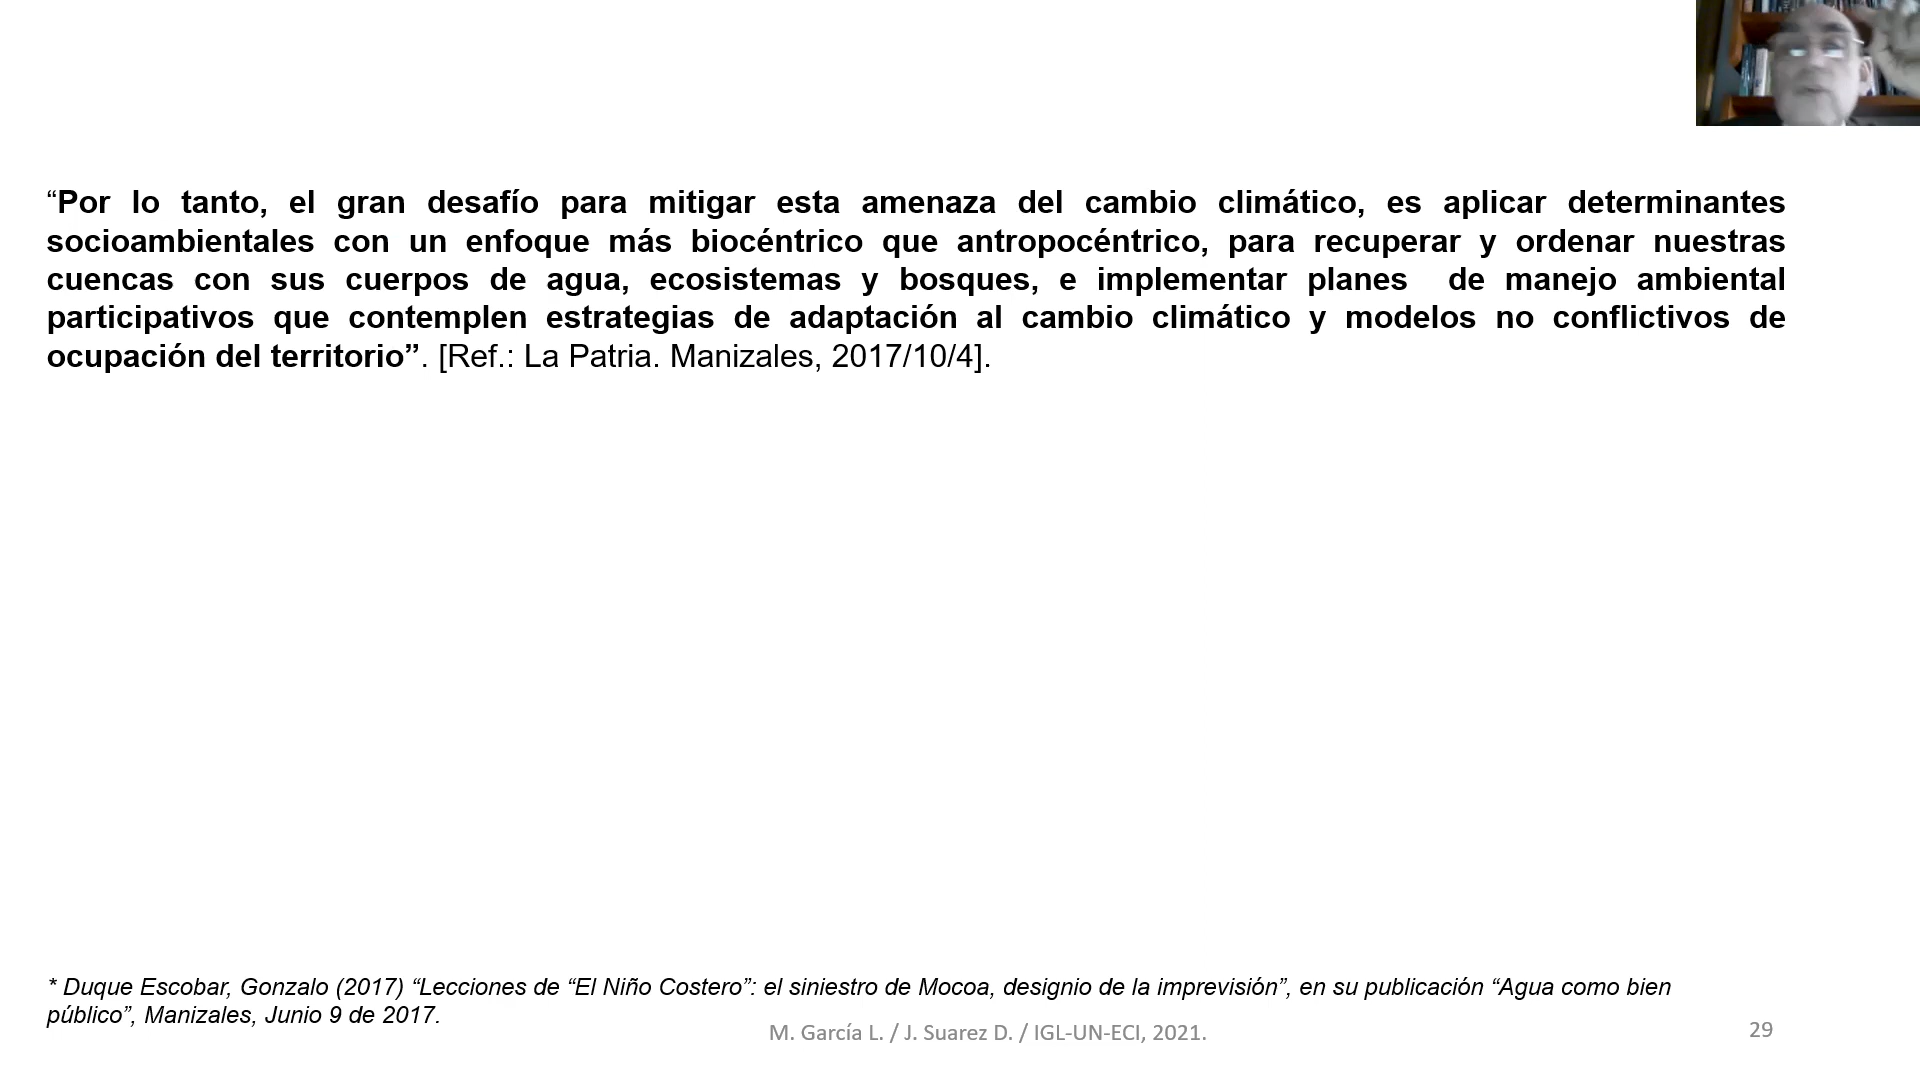 “Por lo tanto, el gran desafío para mitigar esta amenaza del cambio climático, es aplicar determinantes
socioambientales con un enfoque más biocéntrico que antropocéntrico, para recuperar y ordenar nuestras
cuencas con sus cuerpos de agua, ecosistemas y bosques, e implementar planes  de manejo ambiental
participativos que contemplen estrategias de adaptación al cambio climático y modelos no conflictivos de
ocupación del territorio”. [Ref.: La Patria. Manizales, 2017/10/4].
* Duque Escobar, Gonzalo (2017) “Lecciones de “El Niño Costero”: el siniestro de Mocoa, designio de la imprevisión”, en su publicación “Agua como bien
público”, Manizales, Junio 9 de 2017.
M. García L. / J. Suarez D. / IGL-UN-ECI, 2021.
29